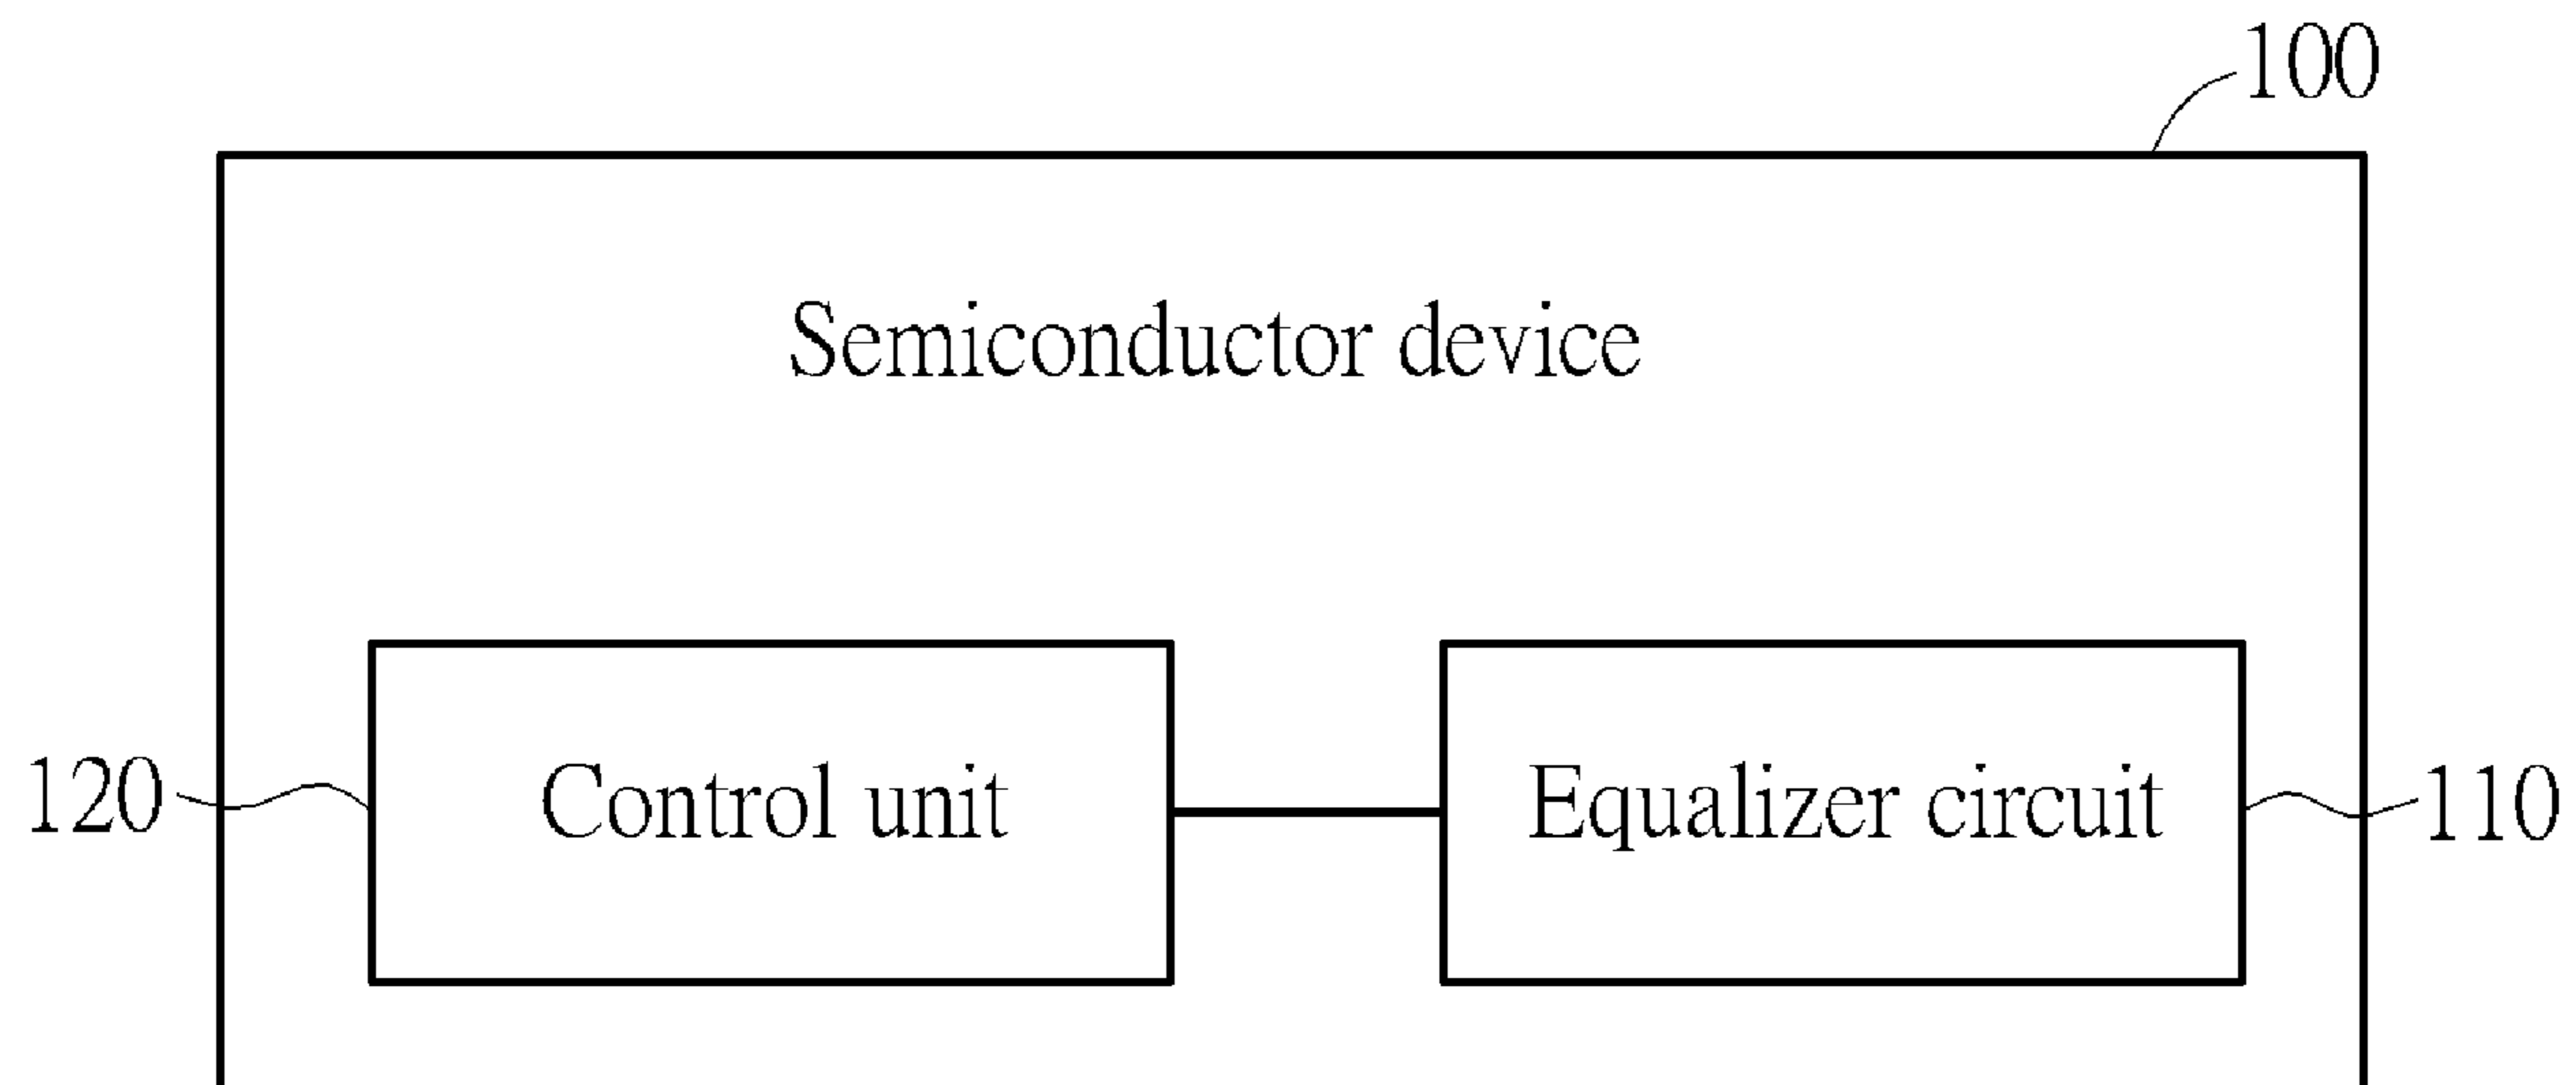 100
Semiconductor device
120
Control unit
Equalizer circuit
110